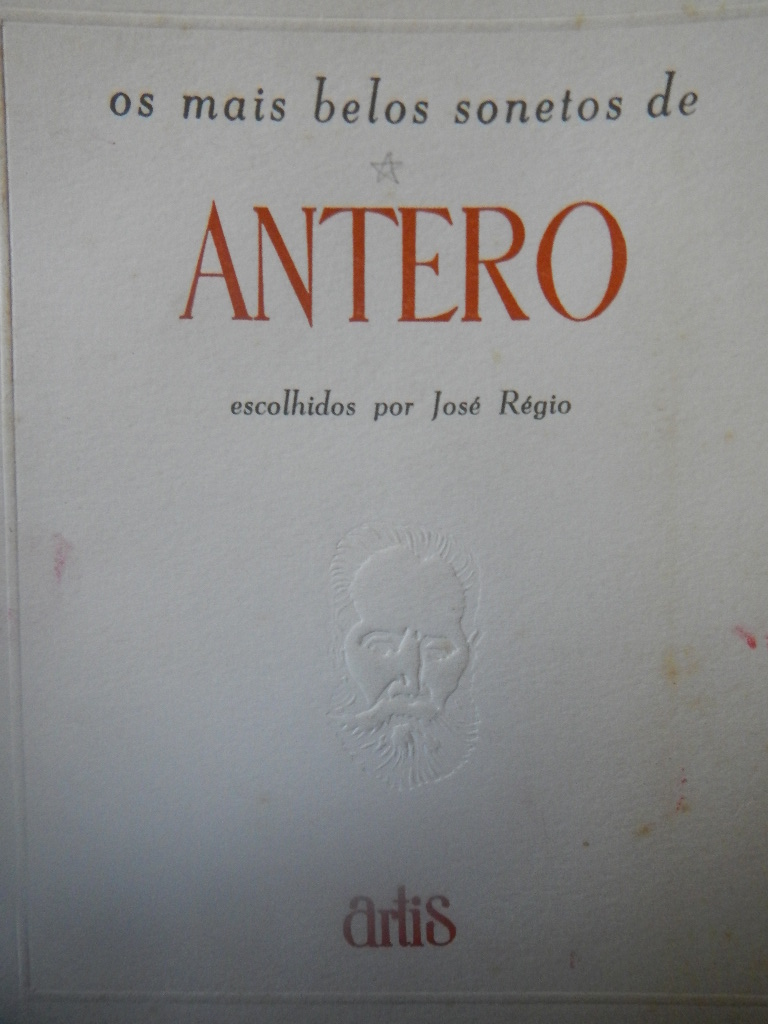 os mais belos sonetos de
ANTERO
escolhidos por José Régio
artis